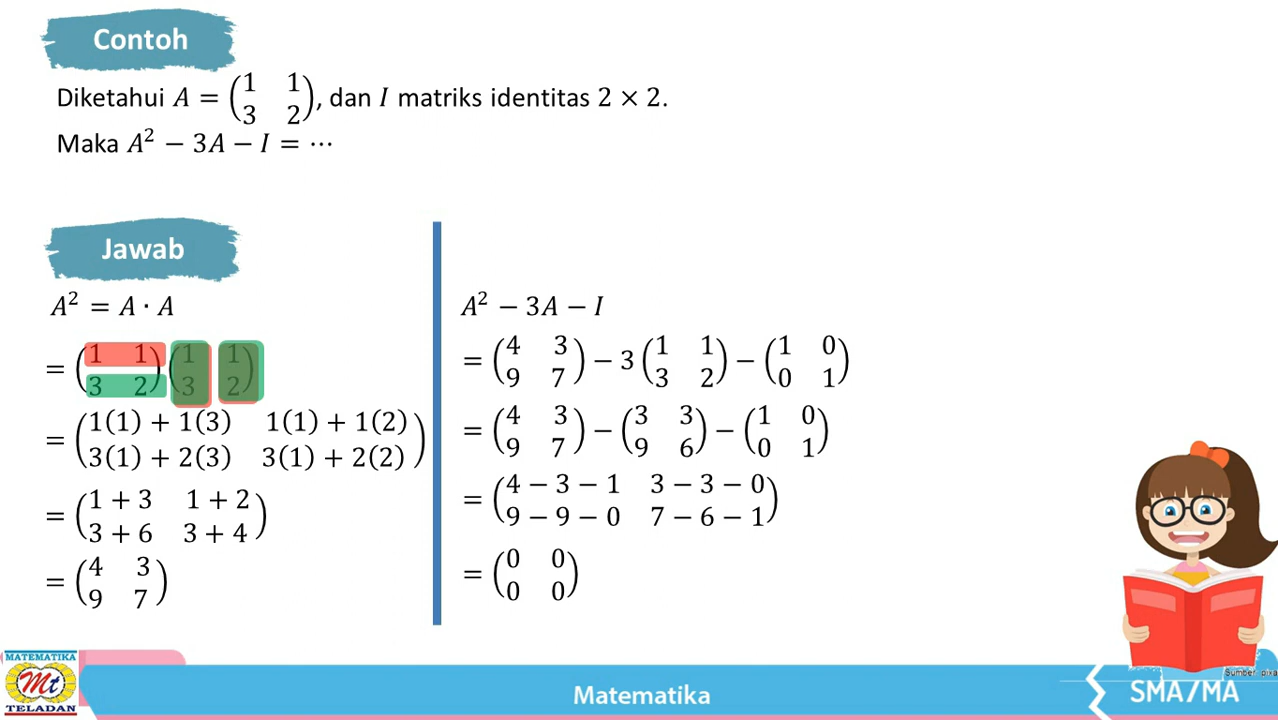 Contoh
Diketahui A = (1 1
3 2), dan I matriks identitas 2 × 2.
Maka A² − 3A − I = ⋯
Jawab
A² = A · A
= (1 1
3 2) (1 1
3 2)
= (1(1) + 1(3) 1(1) + 1(2)
3(1) + 2(3) 3(1) + 2(2))
= (1 + 3 1 + 2
3 + 6 3 + 4)
= (4 3
9 7)
A² − 3A − I
= (4 3
9 7) − 3 (1 1
3 2) − (1 0
0 1)
= (4 3
9 7) − (3 3
9 6) − (1 0
0 1)
= (4 − 3 − 1 3 − 3 − 0
9 − 9 − 0 7 − 6 − 1)
= (0 0
0 0)
MATEMATIKA
Mt
TELADAN
Matematika
Sumber pixa
SMA/MA